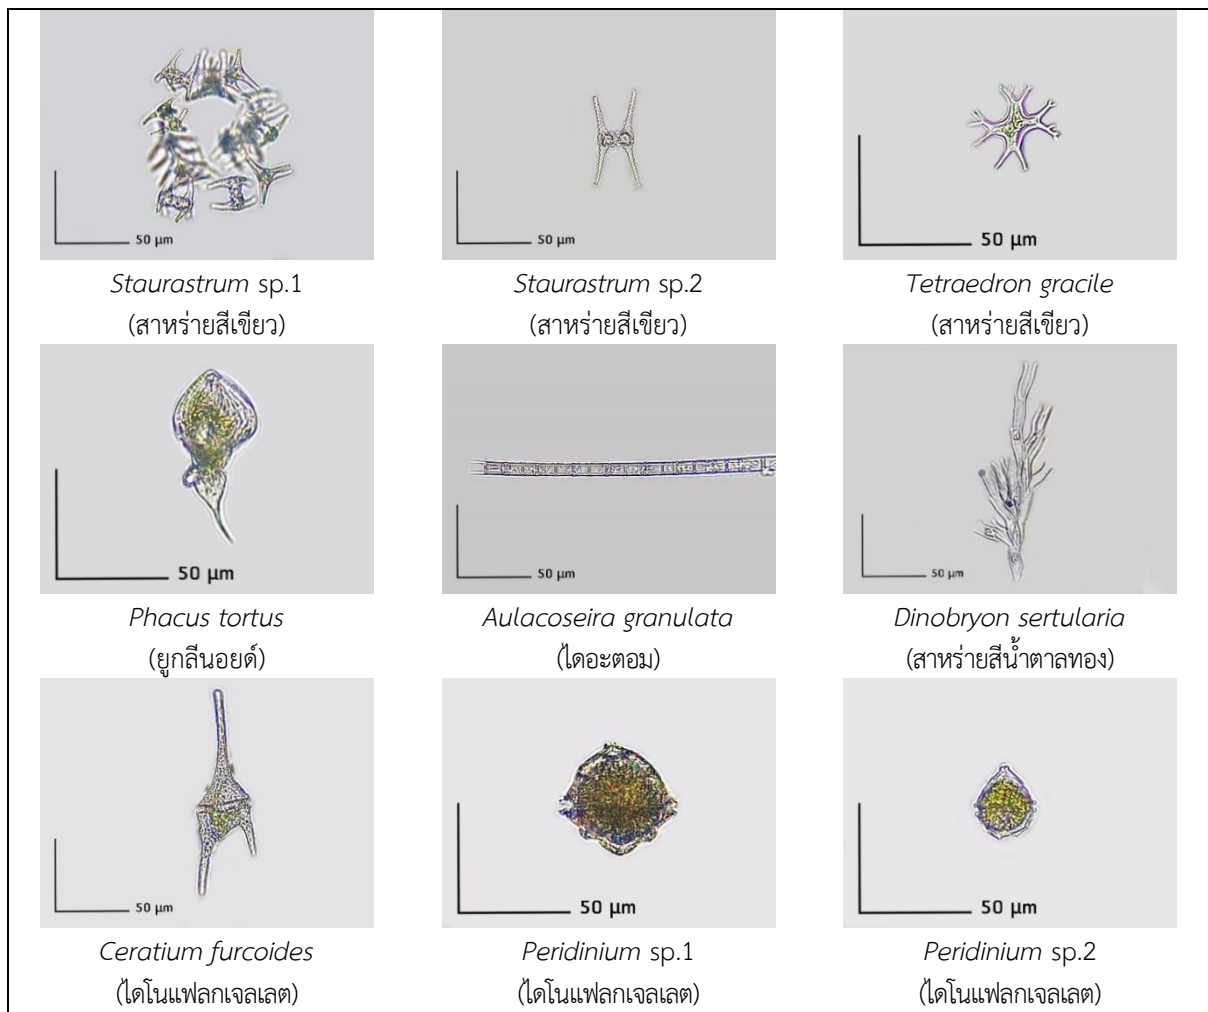 50 µm
50 µm
50 µm
Staurastrum sp.1
Staurastrum sp.2
Tetraedron gracile
(สาหร่ายสีเขียว)
(สาหร่ายสีเขียว)
(สาหร่ายสีเขียว)
50 µm
50 µm
50 µm
Phacus tortus
Aulacoseira granulata
Dinobryon sertularia
(ยูกลีนอยด์)
(ไดอะตอม)
(สาหร่ายสีน้ำตาลทอง)
50 µm
50 µm
50 µm
Ceratium furcoides
Peridinium sp.1
Peridinium sp.2
(ไดโนแฟลกเจลเลต)
(ไดโนแฟลกเจลเลต)
(ไดโนแฟลกเจลเลต)